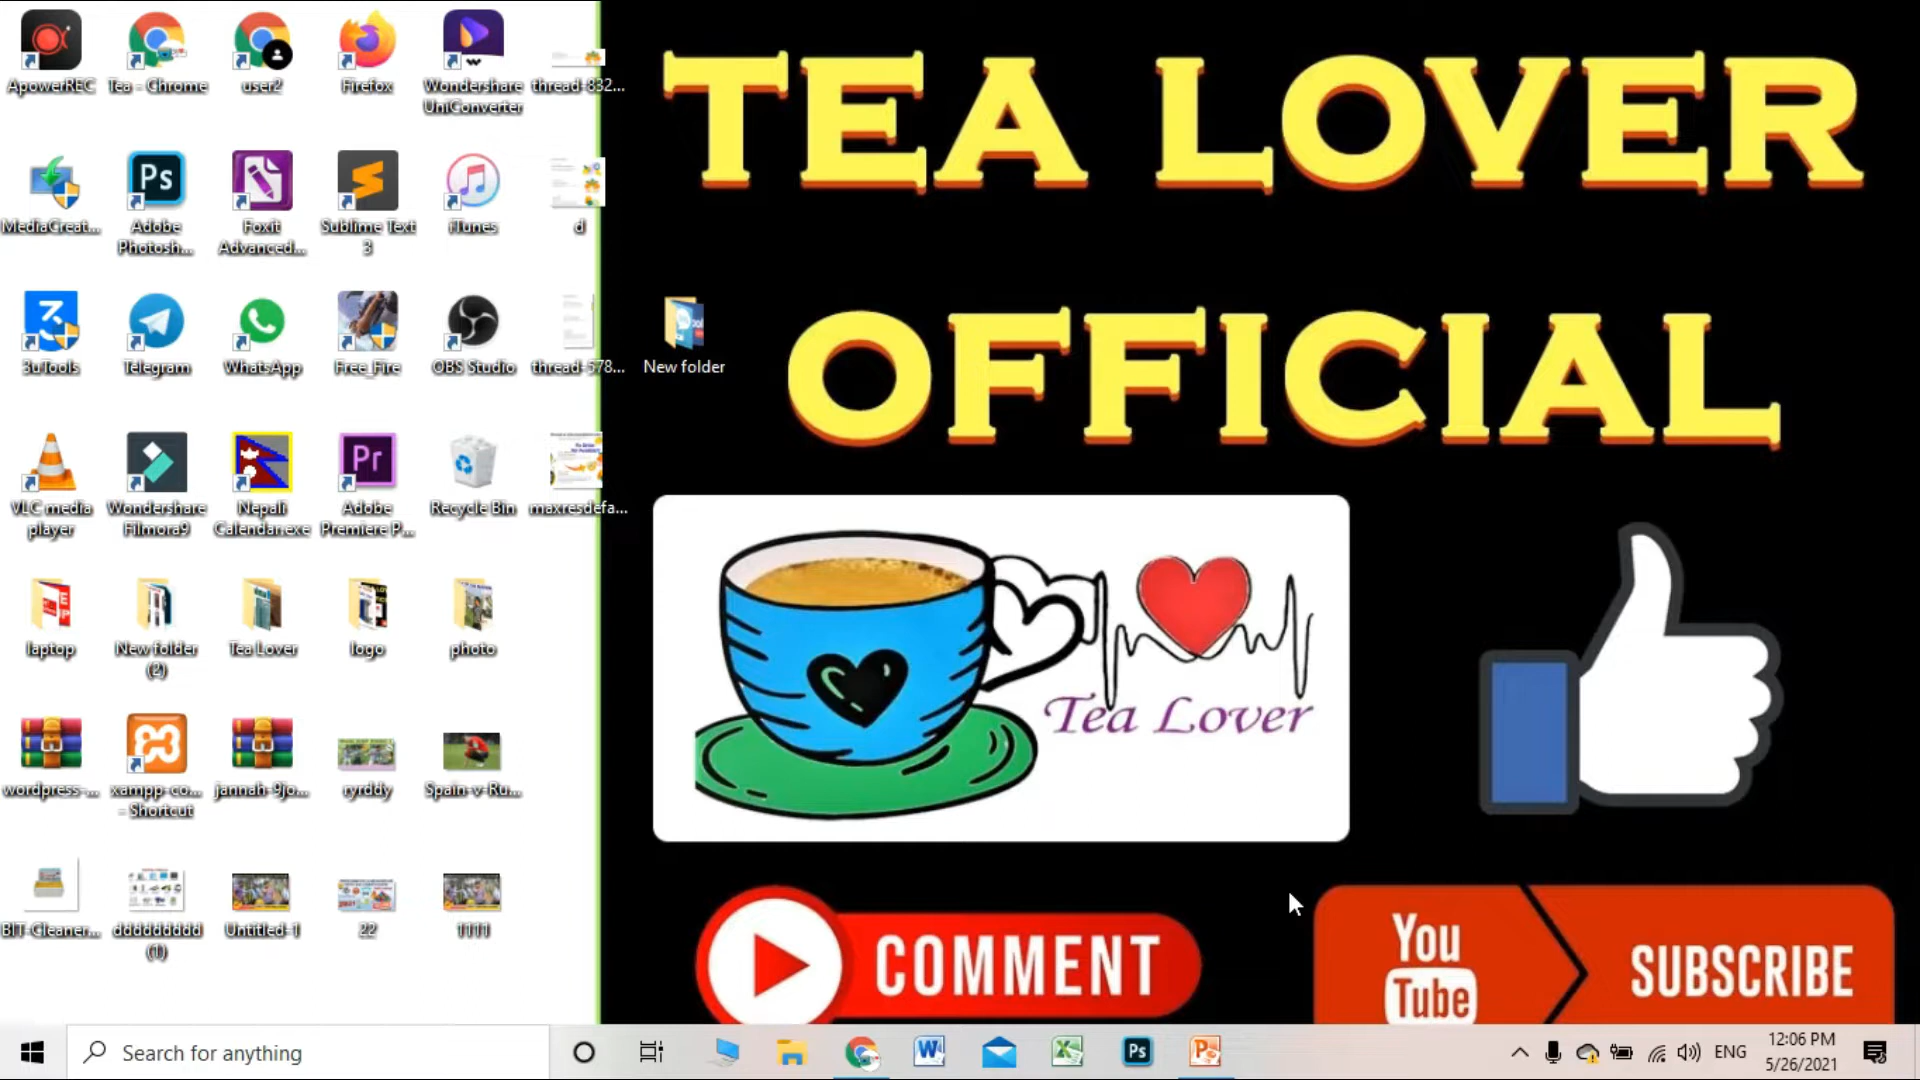 TEA LOVER
OFFICIAL
Tea Lover
COMMENT
You
Tube
SUBSCRIBE
ApowerREC
Tea - Chrome
user2
Firefox
Wondershare
UniConverter
thread-832...
MediaCreat...
Ps
Adobe
Photosh...
Foxit
Advanced...
Sublime Text
3
iTunes
d
3uTools
Telegram
WhatsApp
Free_Fire
OBS Studio
thread-578...
New folder
VLC media
player
Wondershare
Filmora9
Nepali
Calendar.exe
Pr
Adobe
Premiere P...
Recycle Bin
maxresdefa...
laptop
New folder
(2)
Tea Lover
logo
photo
wordpress-...
xampp-co...
- Shortcut
jannah-9jo...
ryrddy
Spain-v-Ru...
BIT-Cleaner...
dddddddddd
(1)
Untitled-1
22
1111
Search for anything
Ps
ENG
12:06 PM
5/26/2021